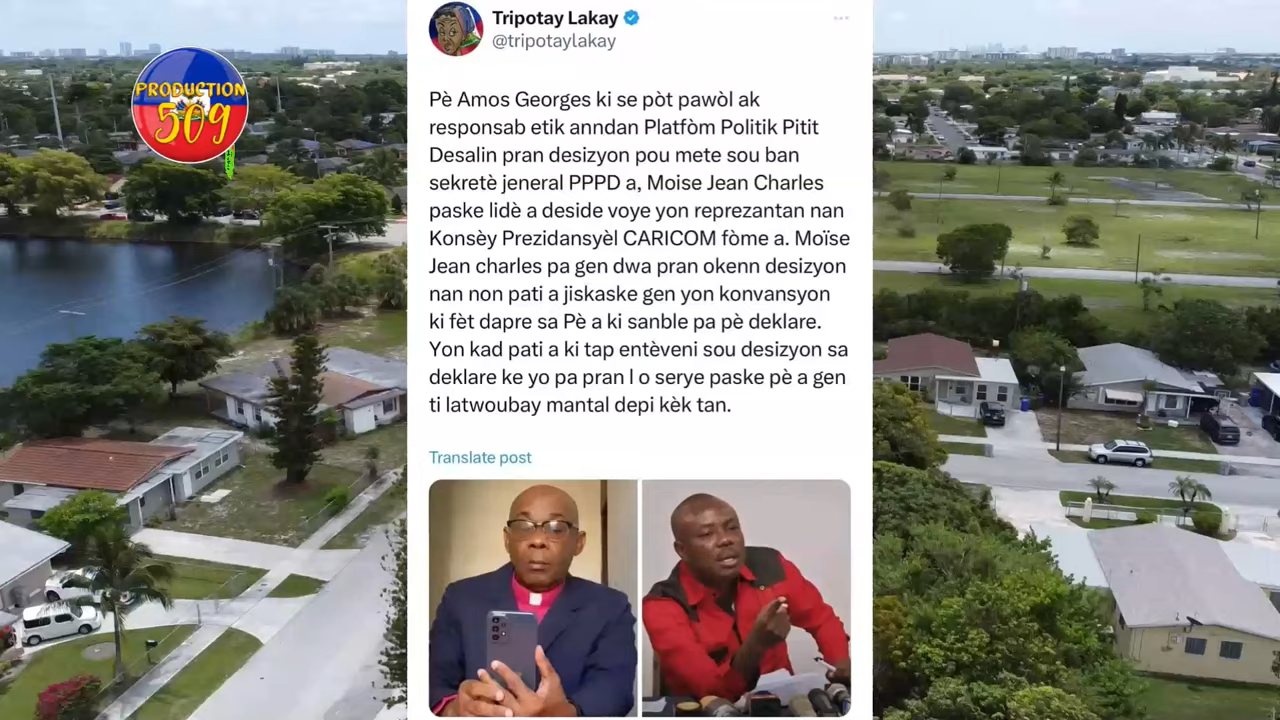 PRODUCTION
509
Tripotay Lakay
@tripotaylakay
Pè Amos Georges ki se pòt pawòl ak
responsab etik anndan Platfòm Politik Pitit
Desalin pran desizyon pou mete sou ban
sekretè jeneral PPPD a, Moise Jean Charles
paske lidè a deside voye yon reprezantan nan
Konsèy Prezidansyèl CARICOM fòme a. Moïse
Jean charles pa gen dwa pran okenn desizyon
nan non pati a jiskaske gen yon konvansyon
ki fèt dapre sa Pè a ki sanble pa pè deklare.
Yon kad pati a ki tap entèveni sou desizyon sa
deklare ke yo pa pran l o serye paske pè a gen
ti latwoubay mantal depi kèk tan.
Translate post